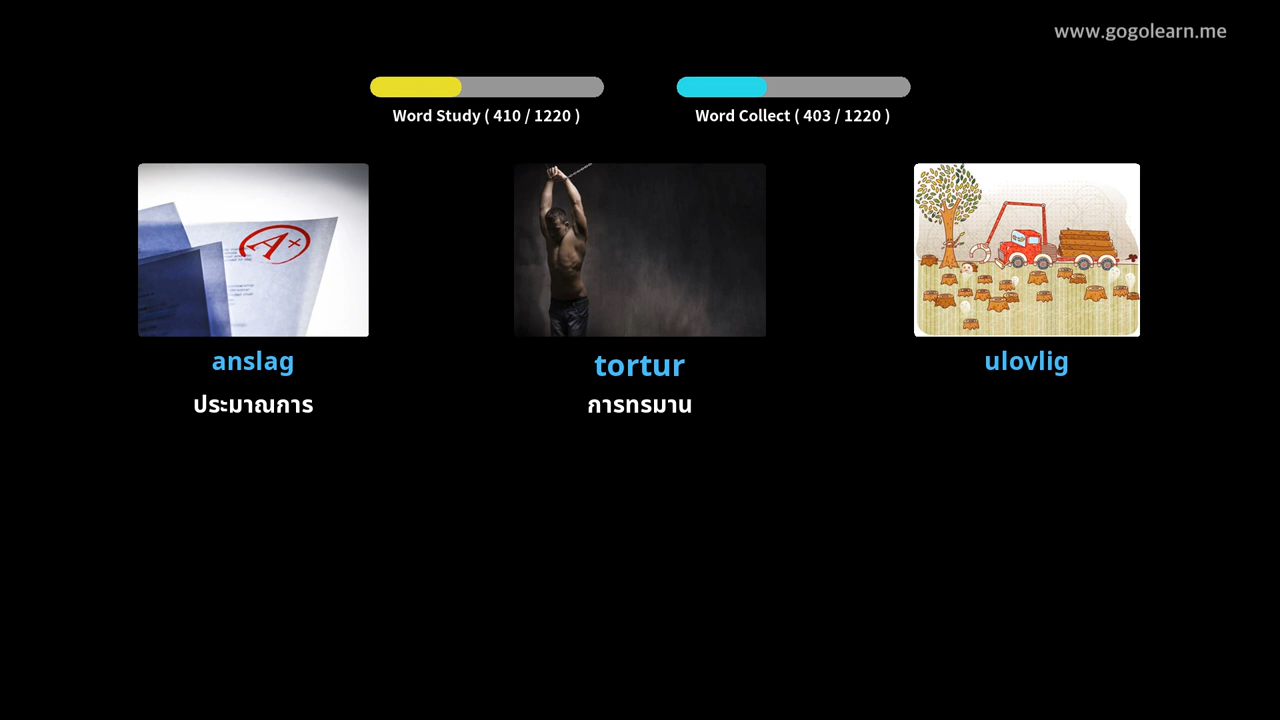 www.gogolearn.me
Word Study ( 410 / 1220 )
Word Collect ( 403 / 1220 )
A+
anslag
tortur
ulovlig
ประมาณการ
การทรมาน